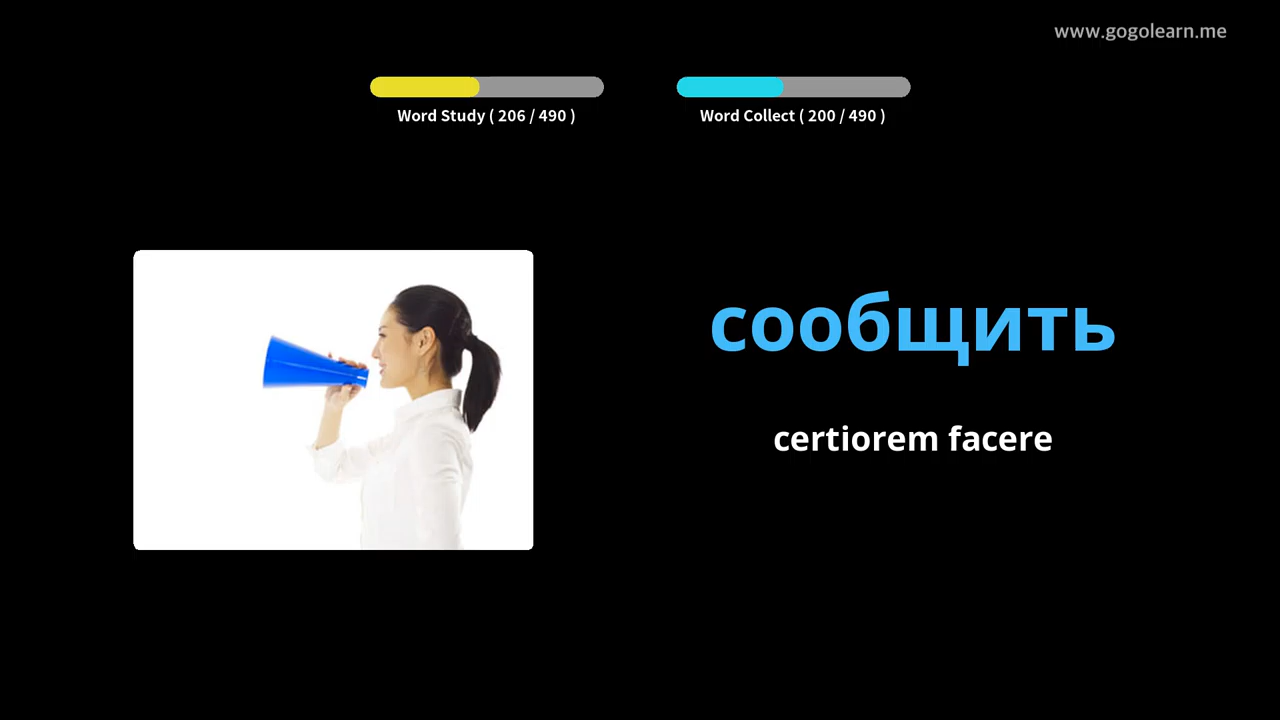 www.gogolearn.me
Word Study ( 206 / 490 )
Word Collect ( 200 / 490 )
сообщить
certiorem facere